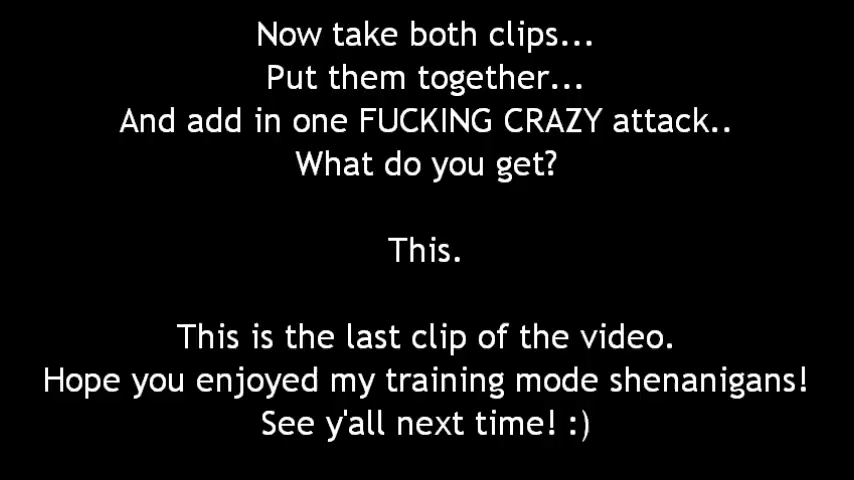 Now take both clips...
Put them together...
And add in one FUCKING CRAZY attack..
What do you get?
This.
This is the last clip of the video.
Hope you enjoyed my training mode shenanigans!
See y'all next time! :)